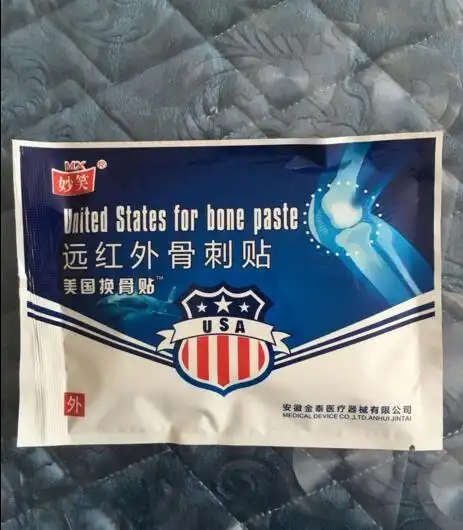 MX
妙笑®
United States for bone paste
远红外骨刺贴
美国换骨贴™
USA
外
安徽金泰医疗器械有限公司
MEDICAL DEVICE CO.,LTD.ANHUIJINTAI